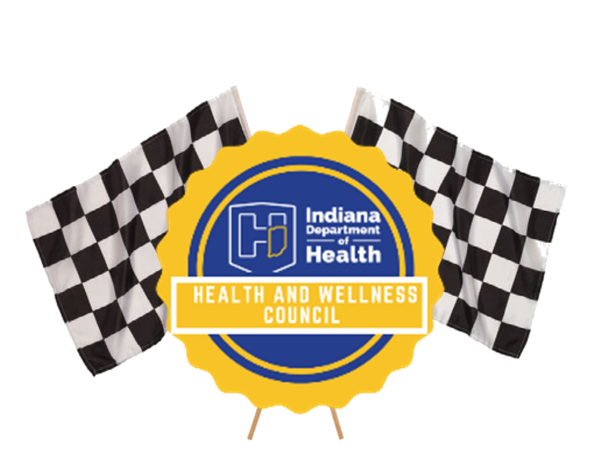 Indiana
Department
of
Health
HEALTH AND WELLNESS
COUNCIL